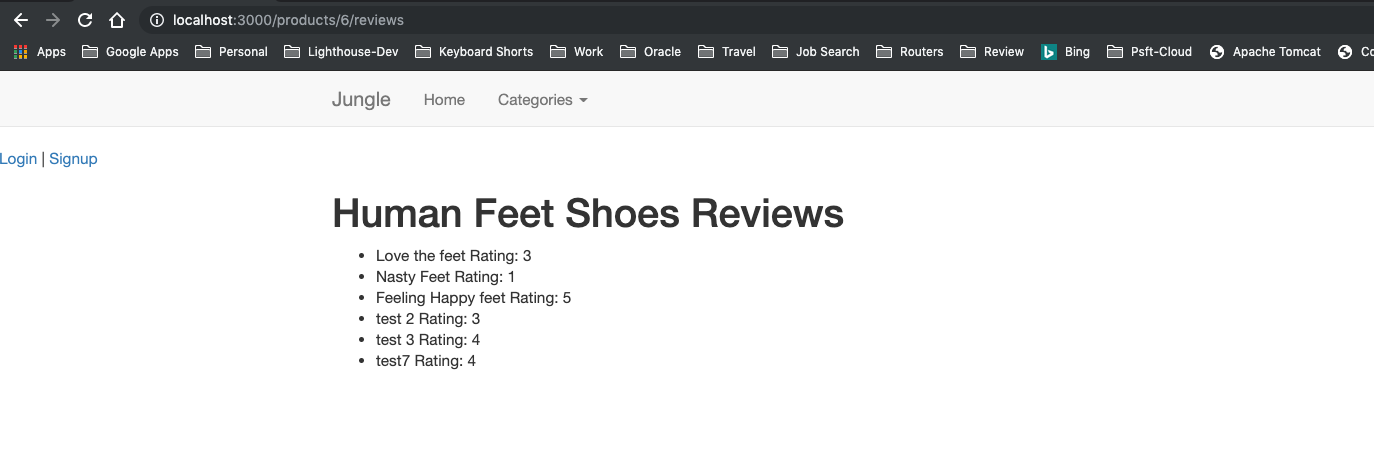 localhost:3000/products/6/reviews
Apps Google Apps Personal Lighthouse-Dev Keyboard Shorts Work Oracle Travel Job Search Routers Review Bing Psft-Cloud Apache Tomcat
Jungle Home Categories
Login | Signup
Human Feet Shoes Reviews
• Love the feet Rating: 3
• Nasty Feet Rating: 1
• Feeling Happy feet Rating: 5
• test 2 Rating: 3
• test 3 Rating: 4
• test7 Rating: 4